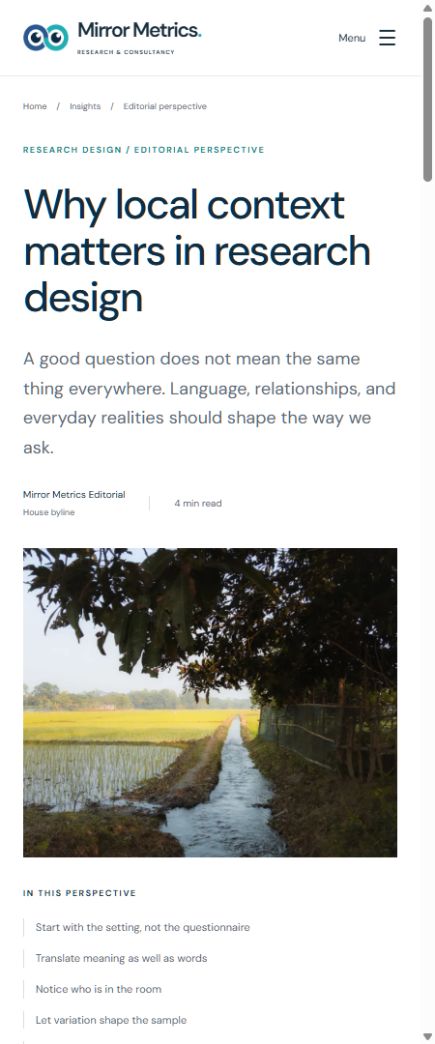 Mirror Metrics.
RESEARCH & CONSULTANCY
Menu
Home / Insights / Editorial perspective
RESEARCH DESIGN / EDITORIAL PERSPECTIVE
Why local context
matters in research
design
A good question does not mean the same
thing everywhere. Language, relationships, and
everyday realities should shape the way we
ask.
Mirror Metrics Editorial
House byline
4 min read
IN THIS PERSPECTIVE
Start with the setting, not the questionnaire
Translate meaning as well as words
Notice who is in the room
Let variation shape the sample